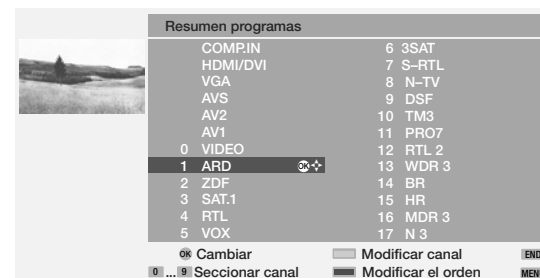 Resumen programas
COMP.IN
HDMI/DVI
VGA
AVS
AV2
AV1
0 VIDEO
1 ARD OK
2 ZDF
3 SAT.1
4 RTL
5 VOX
6 3SAT
7 S–RTL
8 N–TV
9 DSF
10 TM3
11 PRO7
12 RTL 2
13 WDR 3
14 BR
15 HR
16 MDR 3
17 N 3
OK Cambiar
0 ... 9 Seccionar canal
Modificar canal
Modificar el orden
END
MEN